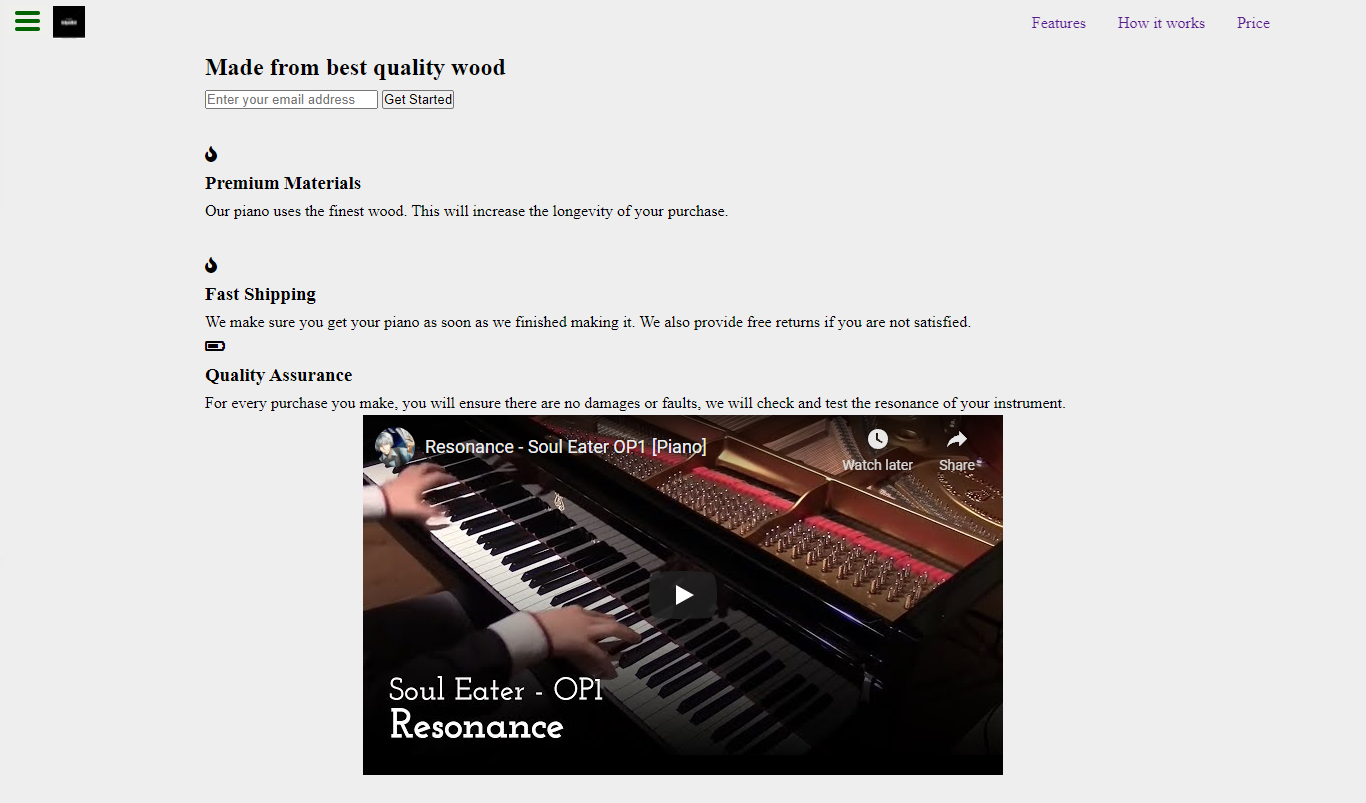 Features
How it works
Price
Made from best quality wood
Enter your email address
Get Started
Premium Materials
Our piano uses the finest wood. This will increase the longevity of your purchase.
Fast Shipping
We make sure you get your piano as soon as we finished making it. We also provide free returns if you are not satisfied.
Quality Assurance
For every purchase you make, you will ensure there are no damages or faults, we will check and test the resonance of your instrument.
Resonance - Soul Eater OP1 [Piano]
Watch later
Share
Soul Eater - OP1
Resonance